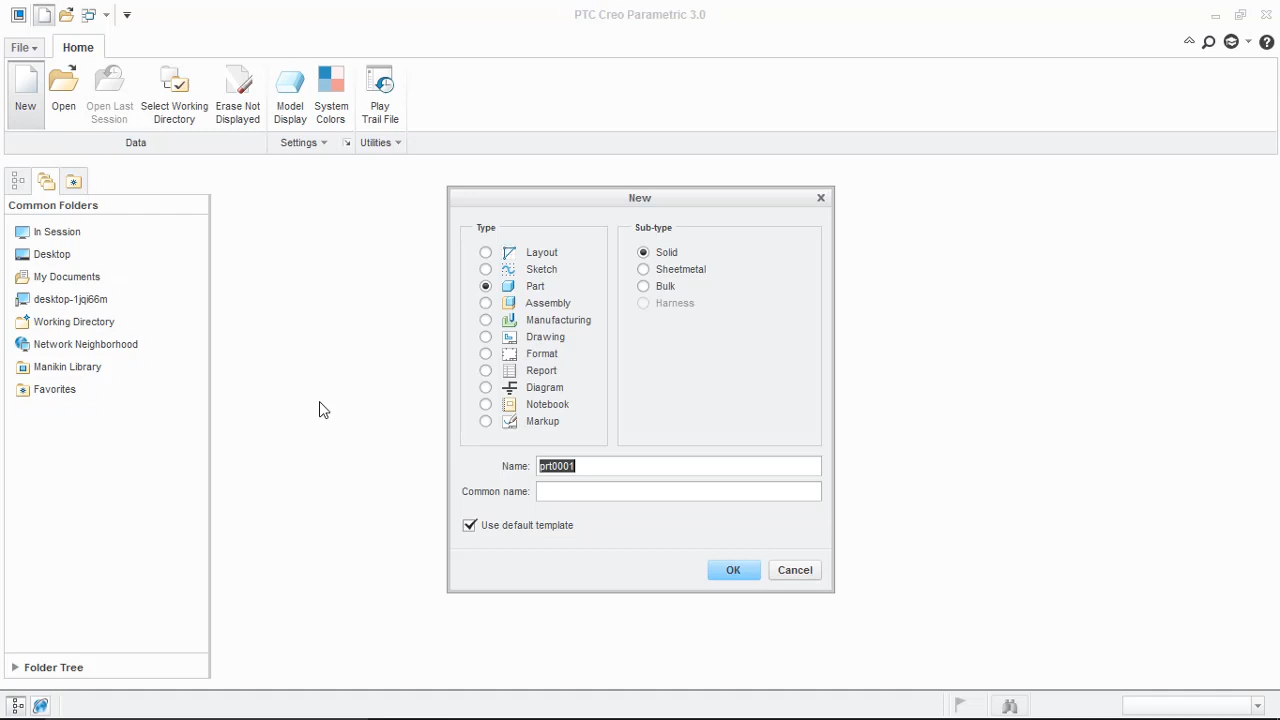 PTC Creo Parametric 3.0
File
Home
New
Open
Open Last
Session
Select Working
Directory
Erase Not
Displayed
Model
Display
System
Colors
Play
Trail File
Data
Settings
Utilities
Common Folders
In Session
Desktop
My Documents
desktop-1jqi66m
Working Directory
Network Neighborhood
Manikin Library
Favorites
Folder Tree
New
Type
Layout
Sketch
Part
Assembly
Manufacturing
Drawing
Format
Report
Diagram
Notebook
Markup
Sub-type
Solid
Sheetmetal
Bulk
Harness
Name: prt0001
Common name:
Use default template
OK
Cancel